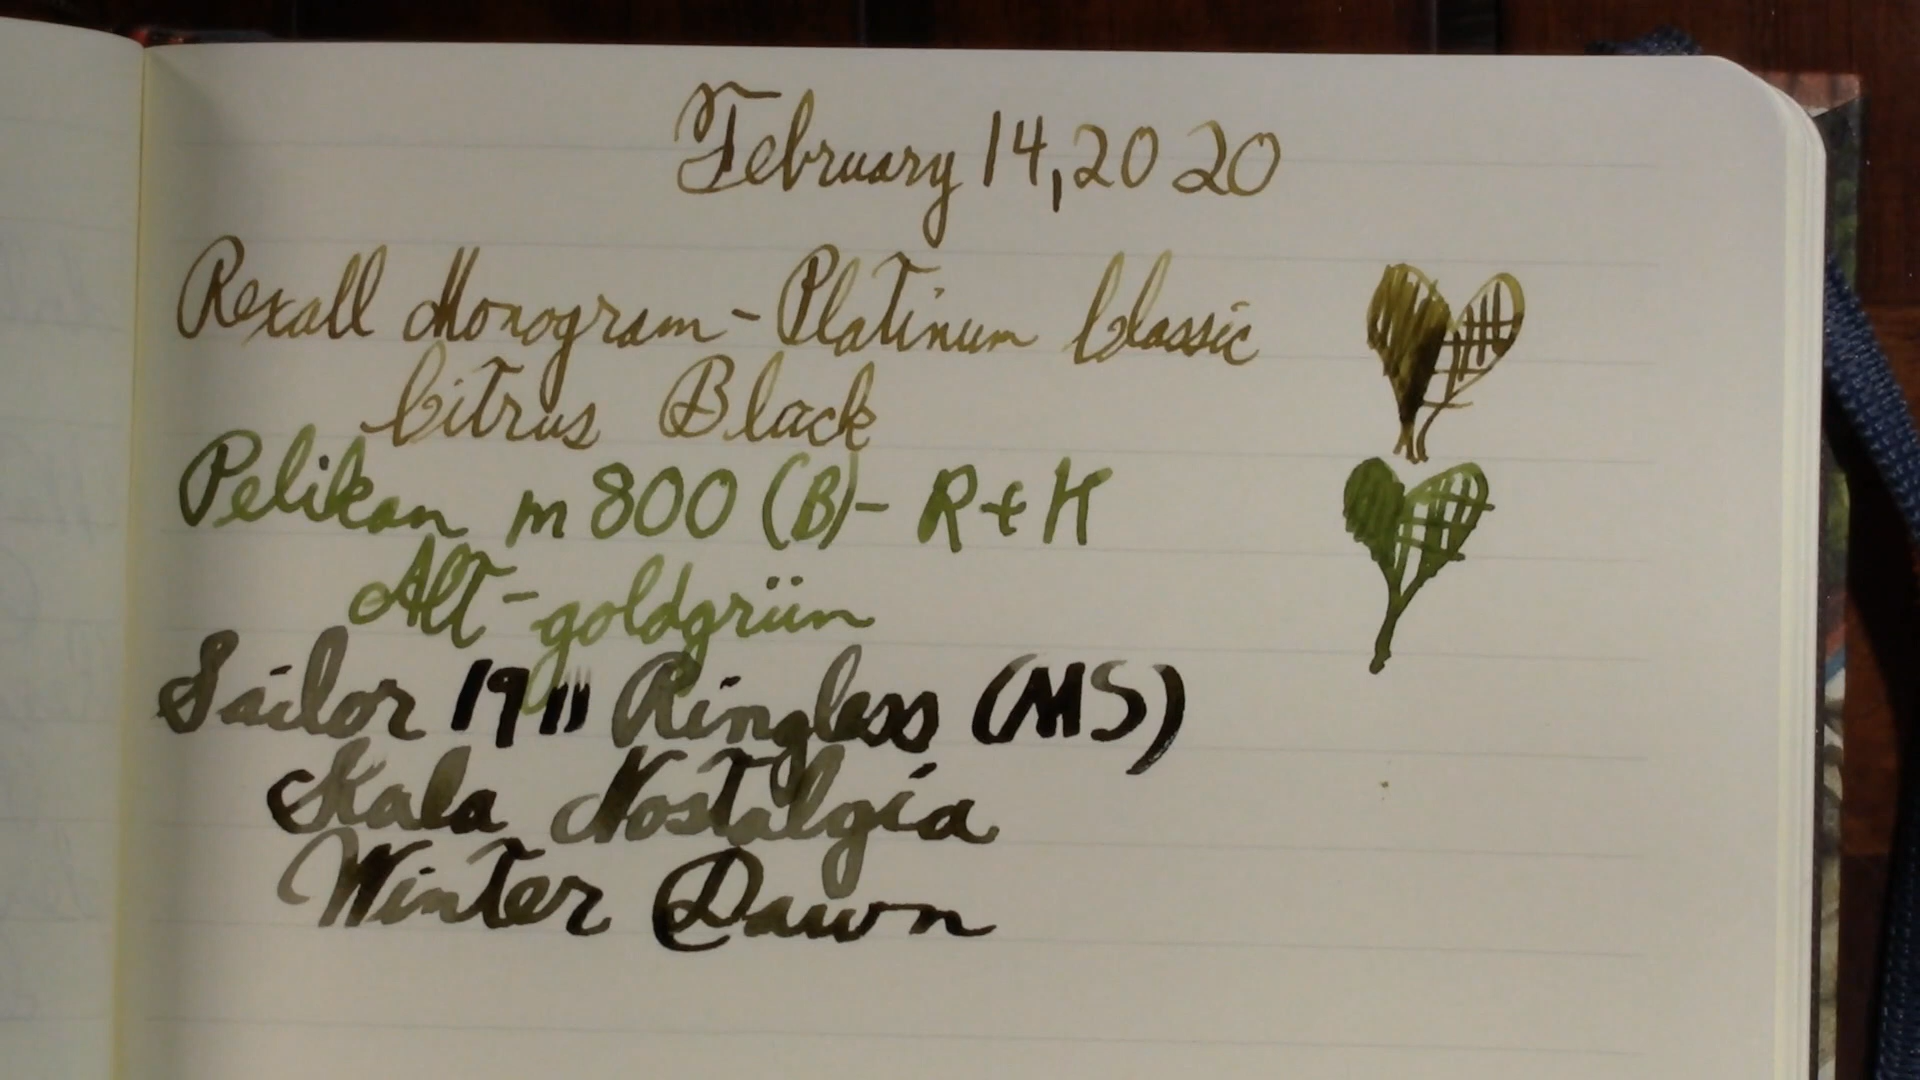 February 14, 2020
Rexall Monogram - Platinum Classic
Citrus Black
Pelikan m800 (B) - R + K
Alt-goldgrün
Sailor 1911 Ringless (MS)
Kala Nostalgia
Winter Dawn